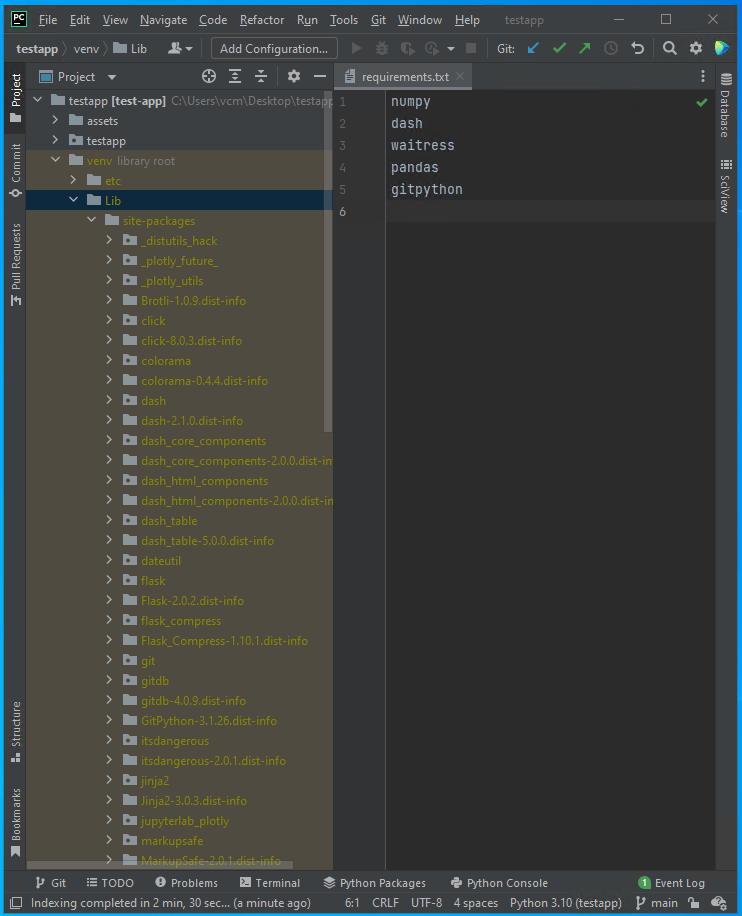 PC File Edit View Navigate Code Refactor Run Tools Git Window Help testapp
testapp venv Lib Add Configuration... Git:
Project
requirements.txt
Project
Commit
Pull Requests
Structure
Bookmarks
testapp [test-app] C:\Users\vcm\Desktop\testapp
assets
testapp
venv library root
etc
Lib
site-packages
_distutils_hack
_plotly_future_
_plotly_utils
Brotli-1.0.9.dist-info
click
click-8.0.3.dist-info
colorama
colorama-0.4.4.dist-info
dash
dash-2.1.0.dist-info
dash_core_components
dash_core_components-2.0.0.dist-in
dash_html_components
dash_html_components-2.0.0.dist-in
dash_table
dash_table-5.0.0.dist-info
dateutil
flask
Flask-2.0.2.dist-info
flask_compress
Flask_Compress-1.10.1.dist-info
git
gitdb
gitdb-4.0.9.dist-info
GitPython-3.1.26.dist-info
itsdangerous
itsdangerous-2.0.1.dist-info
jinja2
Jinja2-3.0.3.dist-info
jupyterlab_plotly
markupsafe
MarkupSafe-2.0.1.dist-info
1 numpy
2 dash
3 waitress
4 pandas
5 gitpython
6
Database
SciView
Git TODO Problems Terminal Python Packages Python Console 1 Event Log
Indexing completed in 2 min, 30 sec... (a minute ago) 6:1 CRLF UTF-8 4 spaces Python 3.10 (testapp) main